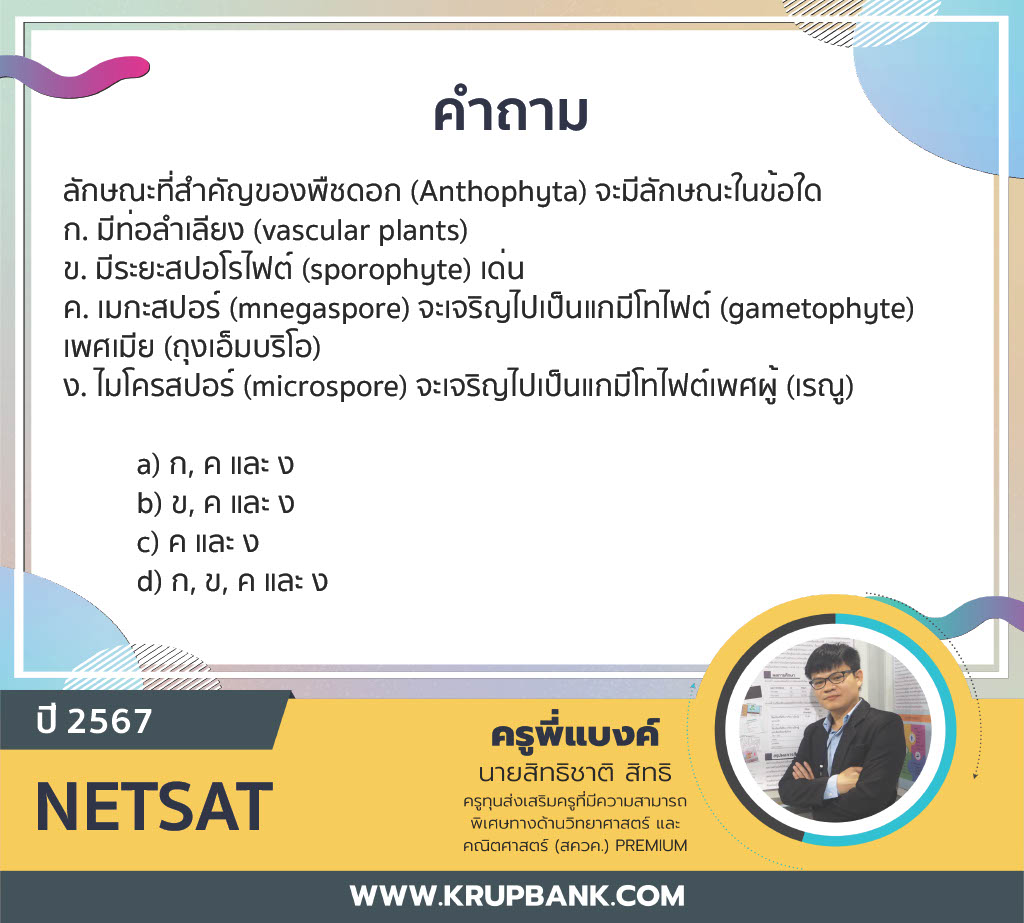 คำถาม
ลักษณะที่สำคัญของพืชดอก (Anthophyta) จะมีลักษณะในข้อใด
ก. มีท่อลำเลียง (vascular plants)
ข. มีระยะสปอโรไฟต์ (sporophyte) เด่น
ค. เมกะสปอร์ (mnegaspore) จะเจริญไปเป็นแกมีโทไฟต์ (gametophyte)
เพศเมีย (ถุงเอ็มบริโอ)
ง. ไมโครสปอร์ (microspore) จะเจริญไปเป็นแกมีโทไฟต์เพศผู้ (เรณู)
a) ก, ค และ ง
b) ข, ค และ ง
c) ค และ ง
d) ก, ข, ค และ ง
ปี 2567
NETSAT
ครูพี่แบงค์
นายสิทธิชาติ สิทธิ
ครูทุนส่งเสริมครูที่มีความสามารถ
พิเศษทางด้านวิทยาศาสตร์ และ
คณิตศาสตร์ (สควค.) PREMIUM
WWW.KRUPBANK.COM